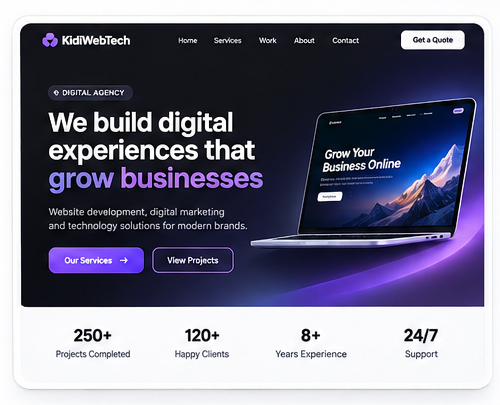 KidiWebTech
Home Services Work About Contact
Get a Quote
DIGITAL AGENCY
We build digital
experiences that
grow businesses
Website development, digital marketing
and technology solutions for modern brands.
Our Services →
View Projects
Grow Your
Business Online
250+
Projects Completed
120+
Happy Clients
8+
Years Experience
24/7
Support